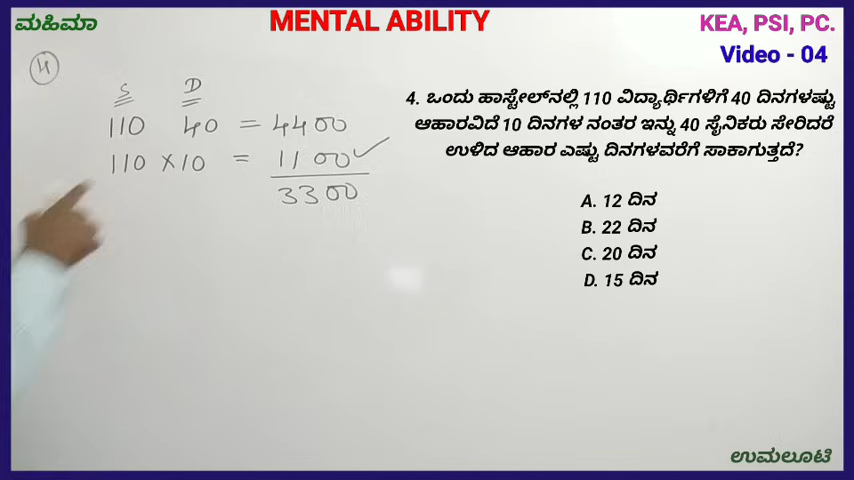 ಮಹಿಮಾ
MENTAL ABILITY
KEA, PSI, PC.
Video - 04
4
S D
110 40 = 4400
110 × 10 = 1100 ✓
3300
4. ಒಂದು ಹಾಸ್ಟೇಲ್‌ನಲ್ಲಿ 110 ವಿದ್ಯಾರ್ಥಿಗಳಿಗೆ 40 ದಿನಗಳಷ್ಟು
ಆಹಾರವಿದೆ 10 ದಿನಗಳ ನಂತರ ಇನ್ನು 40 ಸೈನಿಕರು ಸೇರಿದರೆ
ಉಳಿದ ಆಹಾರ ಎಷ್ಟು ದಿನಗಳವರೆಗೆ ಸಾಕಾಗುತ್ತದೆ?
A. 12 ದಿನ
B. 22 ದಿನ
C. 20 ದಿನ
D. 15 ದಿನ
ಉಮಲೂಟಿ